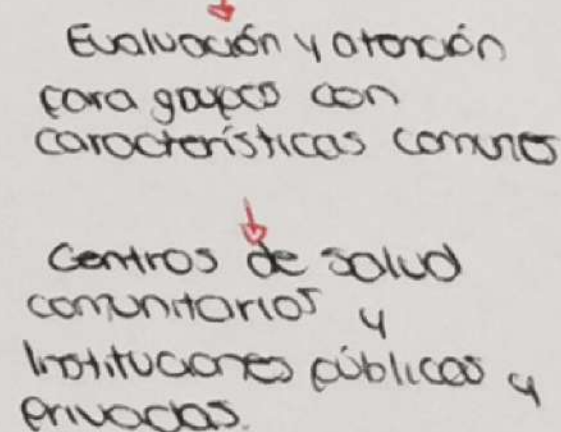 Evaluación y atención
para grupos con
características comunes
Centros de salud
comunitarios y
Instituciones públicas y
privadas.